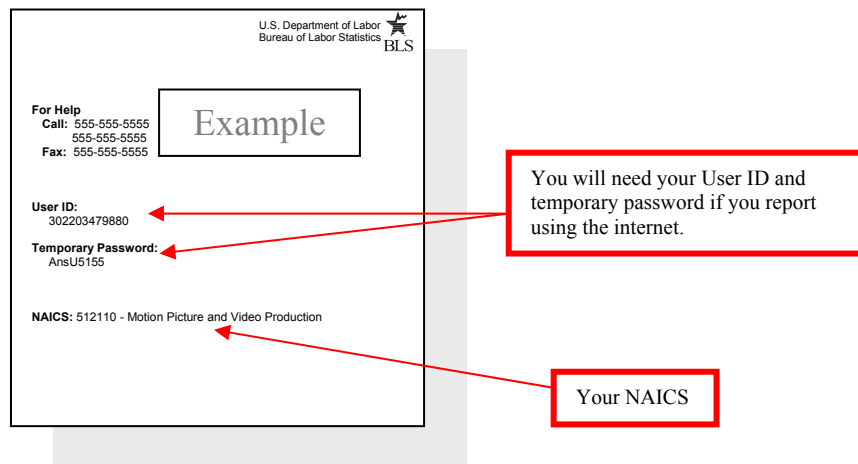 U.S. Department of Labor
Bureau of Labor Statistics
BLS
For Help
Call: 555-555-5555
555-555-5555
Fax: 555-555-5555
Example
User ID:
302203479880
Temporary Password:
AnsU5155
NAICS: 512110 - Motion Picture and Video Production
You will need your User ID and
temporary password if you report
using the internet.
Your NAICS